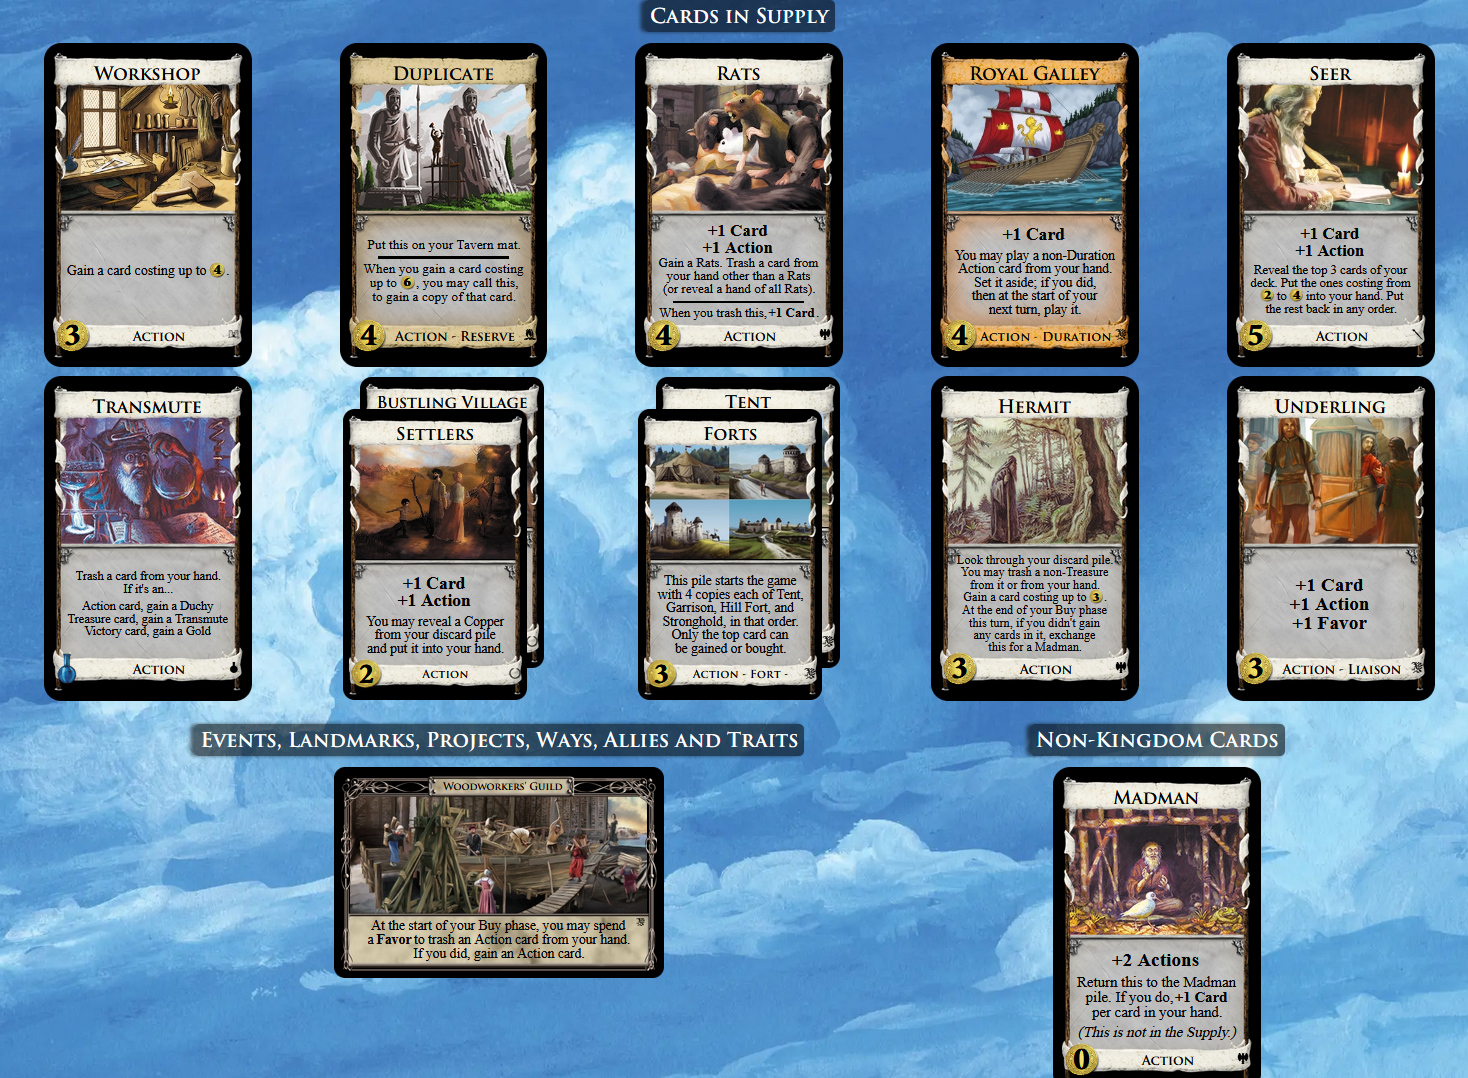 Cards in Supply
Workshop
Gain a card costing up to 4.
3
Action
Duplicate
Put this on your Tavern mat.
When you gain a card costing
up to 6, you may call this,
to gain a copy of that card.
4
Action - Reserve
Rats
+1 Card
+1 Action
Gain a Rats. Trash a card from
your hand other than a Rats
(or reveal a hand of all Rats).
When you trash this, +1 Card.
4
Action
Royal Galley
+1 Card
You may play a non-Duration
Action card from your hand.
Set it aside; if you did,
then at the start of your
next turn, play it.
4
Action - Duration
Seer
+1 Card
+1 Action
Reveal the top 3 cards of your
deck. Put the ones costing from
2 to 4 into your hand. Put
the rest back in any order.
5
Action
Transmute
Trash a card from your hand.
If it's an...
Action card, gain a Duchy
Treasure card, gain a Transmute
Victory card, gain a Gold
Action
Bustling Village
Settlers
+1 Card
+1 Action
You may reveal a Copper
from your discard pile
and put it into your hand.
2
Action
Tent
Forts
This pile starts the game
with 4 copies each of Tent,
Garrison, Hill Fort, and
Stronghold, in that order.
Only the top card can
be gained or bought.
3
Action - Fort -
Hermit
Look through your discard pile.
You may trash a non-Treasure
from it or from your hand.
Gain a card costing up to 3.
At the end of your Buy phase
this turn, if you didn't gain
any cards in it, exchange
this for a Madman.
3
Action
Underling
+1 Card
+1 Action
+1 Favor
3
Action - Liaison
Events, Landmarks, Projects, Ways, Allies and Traits
Woodworkers' Guild
At the start of your Buy phase, you may spend
a Favor to trash an Action card from your hand.
If you did, gain an Action card.
Non-Kingdom Cards
Madman
+2 Actions
Return this to the Madman
pile. If you do, +1 Card
per card in your hand.
(This is not in the Supply.)
0
Action